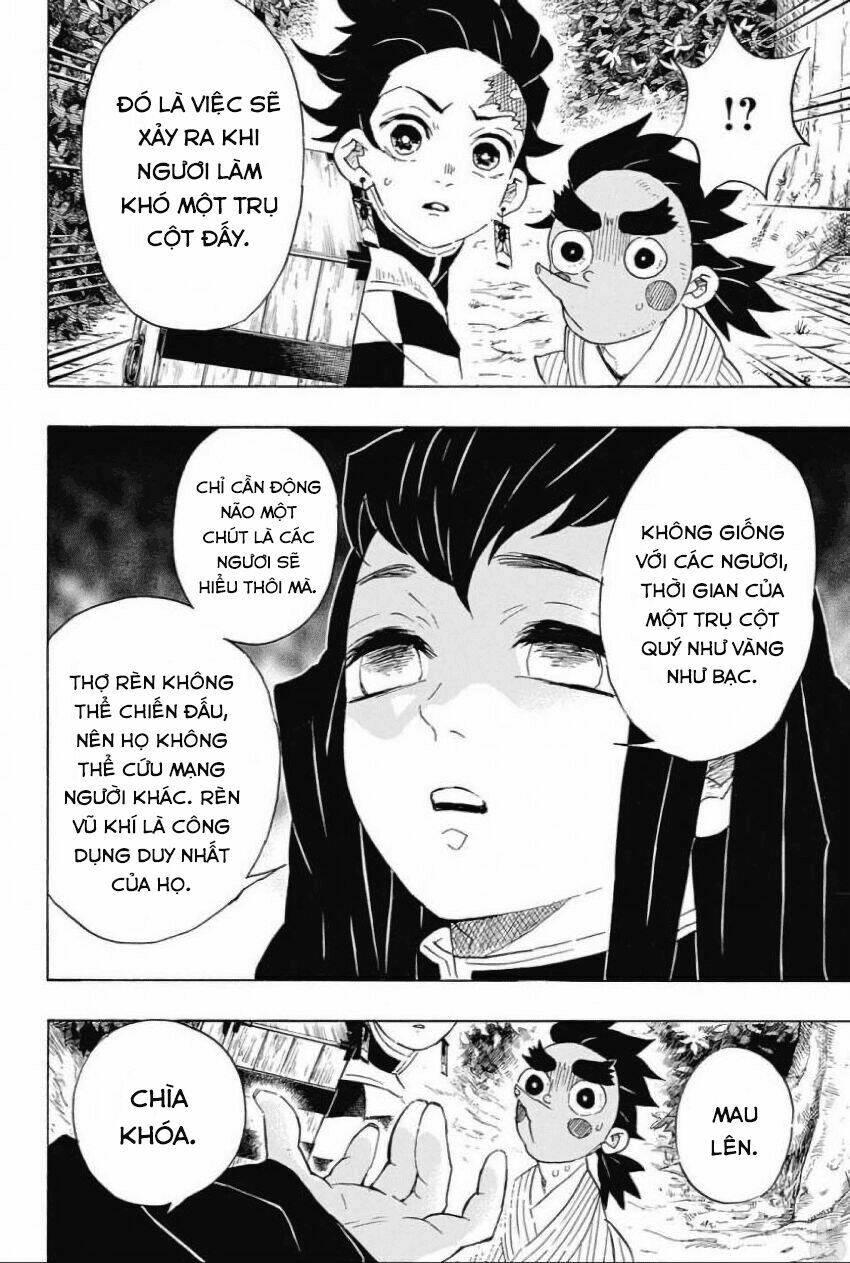 !?
ĐÓ LÀ VIỆC SẼ
XẢY RA KHI
NGƯƠI LÀM
KHÓ MỘT TRỤ
CỘT ĐẤY.
KHÔNG GIỐNG
VỚI CÁC NGƯƠI,
THỜI GIAN CỦA
MỘT TRỤ CỘT
QUÝ NHƯ VÀNG
NHƯ BẠC.
CHỈ CẦN ĐỘNG
NÃO MỘT
CHÚT LÀ CÁC
NGƯƠI SẼ
HIỂU THÔI MÀ.
THỢ RÈN KHÔNG
THỂ CHIẾN ĐẤU,
NÊN HỌ KHÔNG
THỂ CỨU MẠNG
NGƯỜI KHÁC. RÈN
VŨ KHÍ LÀ CÔNG
DỤNG DUY NHẤT
CỦA HỌ.
MAU
LÊN.
CHÌA
KHÓA.